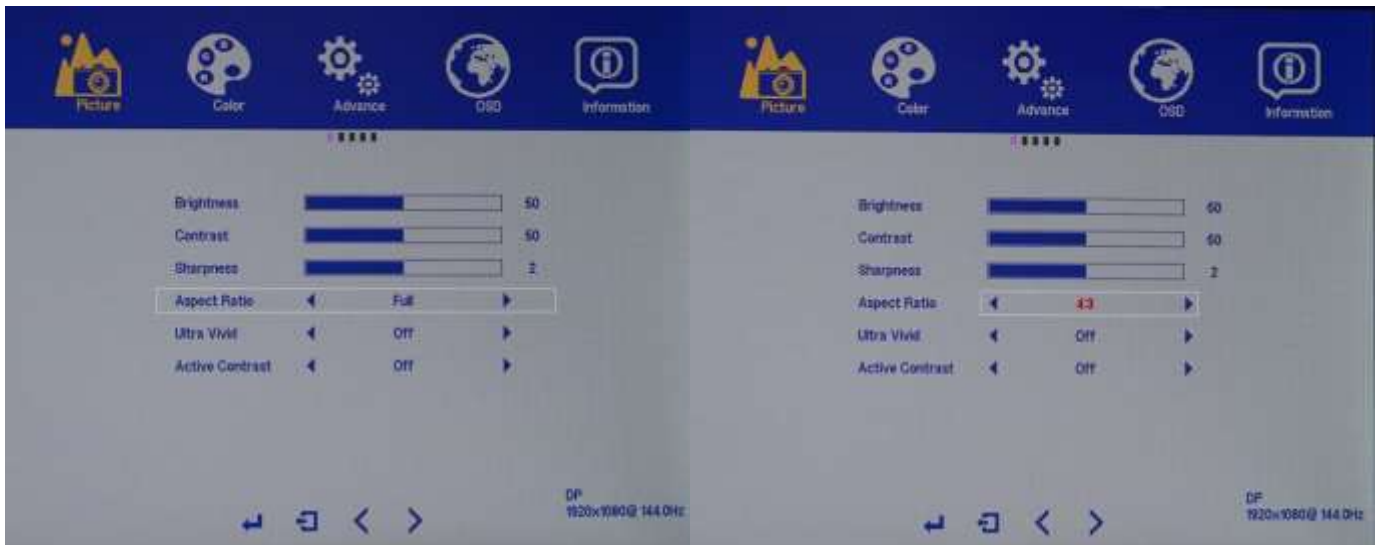 Picture
Color
Advance
OSD
Information
Brightness 50
Contrast 50
Sharpness 2
Aspect Ratio Full
Ultra Vivid Off
Active Contrast Off
DP
1920x1080@ 144.0Hz
Picture
Color
Advance
OSD
Information
Brightness 50
Contrast 50
Sharpness 2
Aspect Ratio 4:3
Ultra Vivid Off
Active Contrast Off
DP
1920x1080@ 144.0Hz